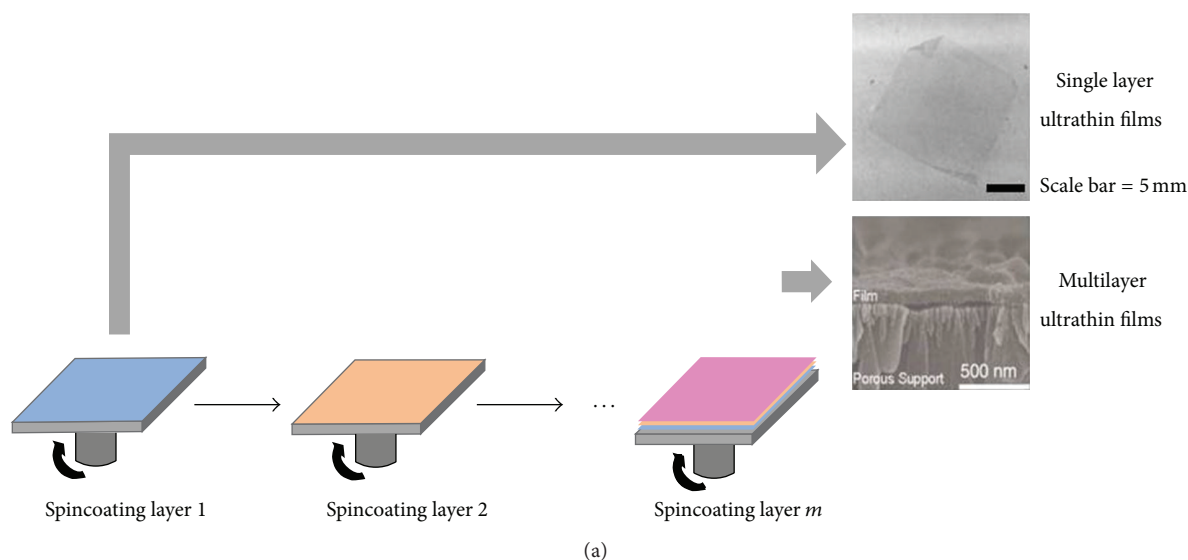 Single layer
ultrathin films
Scale bar = 5 mm
Film
Porous Support
500 nm
Multilayer
ultrathin films
Spincoating layer 1
Spincoating layer 2
...
Spincoating layer m
(a)